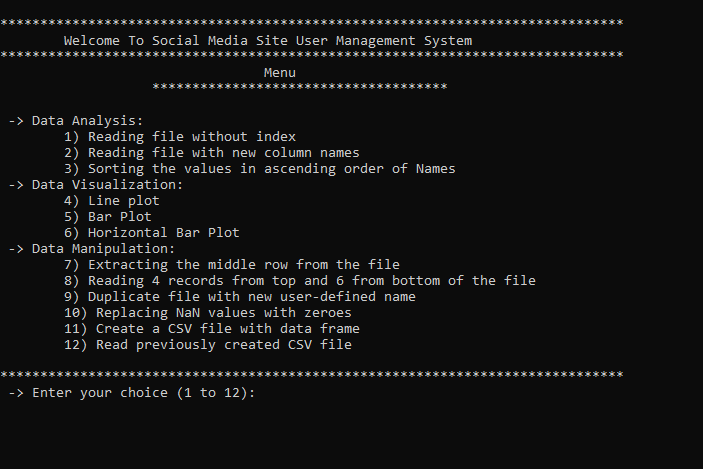 ******************************************************************************
Welcome To Social Media Site User Management System
******************************************************************************
Menu
*************************************
-> Data Analysis:
1) Reading file without index
2) Reading file with new column names
3) Sorting the values in ascending order of Names
-> Data Visualization:
4) Line plot
5) Bar Plot
6) Horizontal Bar Plot
-> Data Manipulation:
7) Extracting the middle row from the file
8) Reading 4 records from top and 6 from bottom of the file
9) Duplicate file with new user-defined name
10) Replacing NaN values with zeroes
11) Create a CSV file with data frame
12) Read previously created CSV file
******************************************************************************
-> Enter your choice (1 to 12):